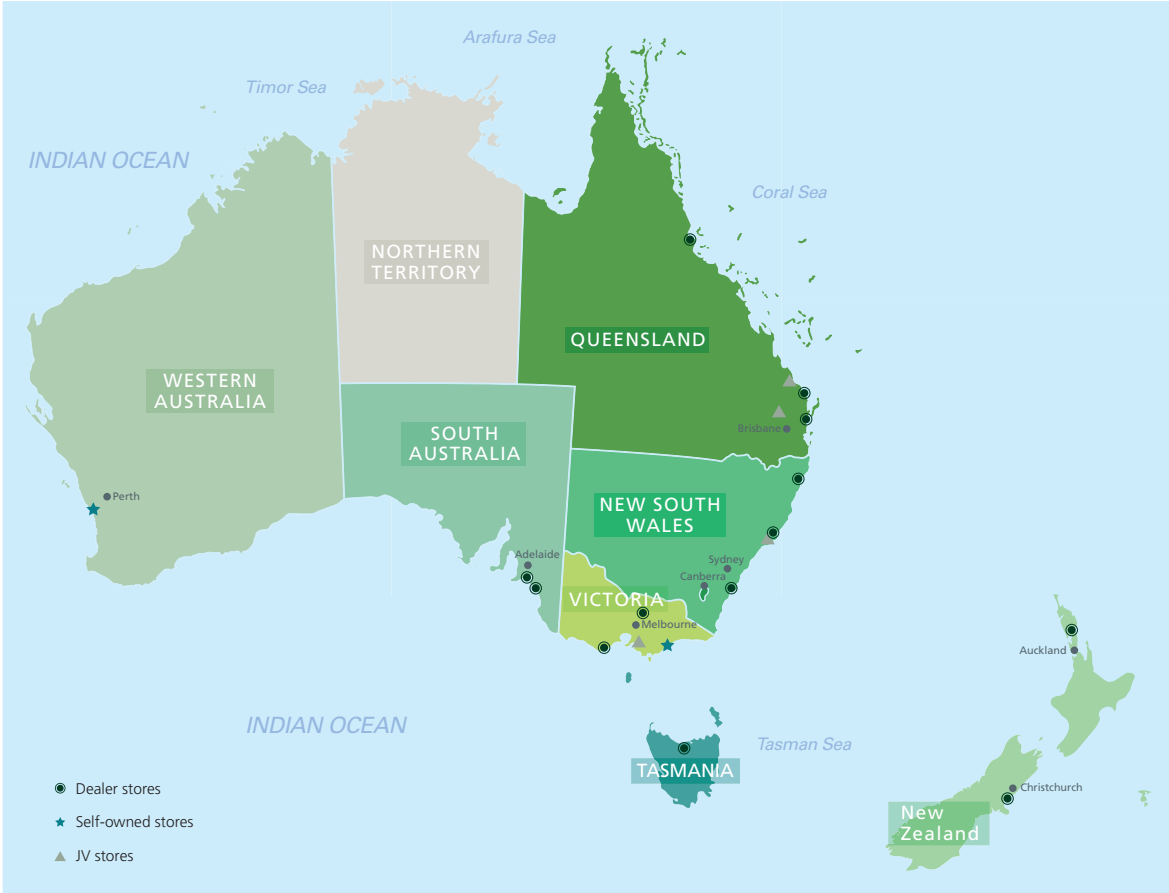 Arafura Sea
Timor Sea
INDIAN OCEAN
Coral Sea
NORTHERN
TERRITORY
QUEENSLAND
WESTERN
AUSTRALIA
SOUTH
AUSTRALIA
Brisbane
Perth
NEW SOUTH
WALES
Adelaide
Sydney
Canberra
VICTORIA
Melbourne
Auckland
INDIAN OCEAN
Tasman Sea
TASMANIA
Christchurch
New
Zealand
Dealer stores
Self-owned stores
JV stores